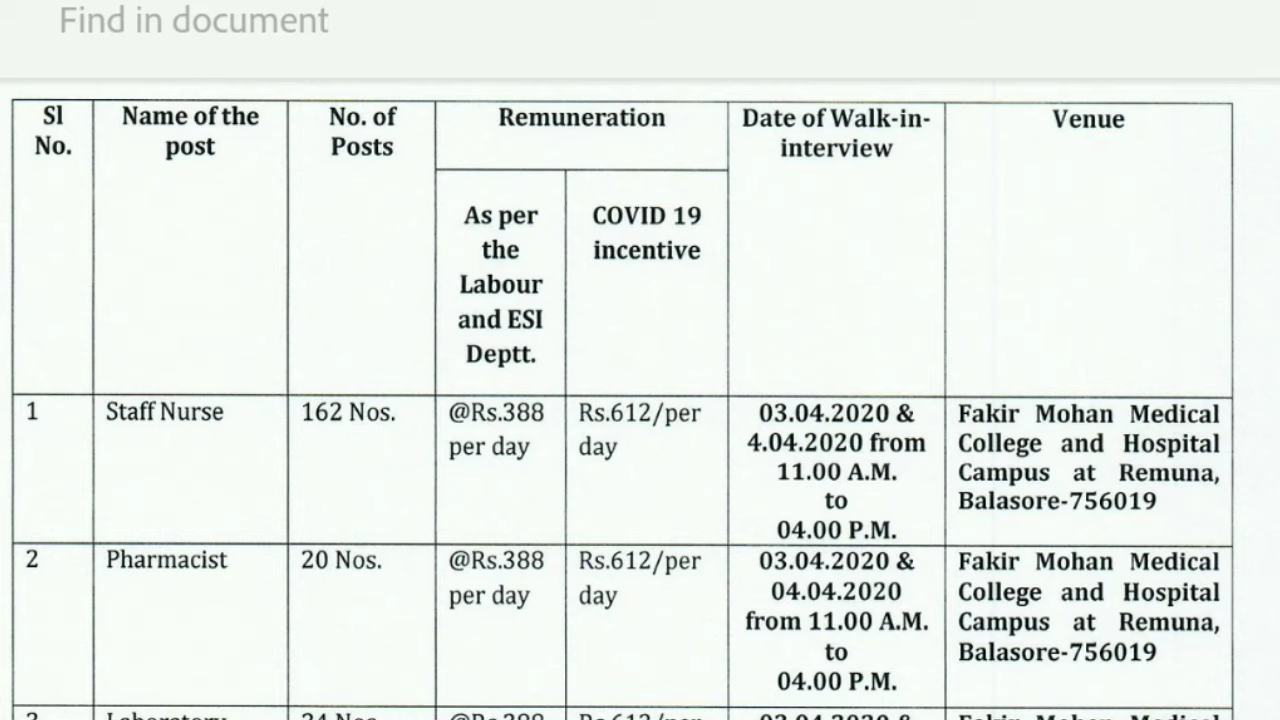 Find in document
Sl No. Name of the post No. of Posts Remuneration Date of Walk-in-interview Venue
As per the Labour and ESI Deptt. COVID 19 incentive
1 Staff Nurse 162 Nos. @Rs.388 per day Rs.612/per day 03.04.2020 & 4.04.2020 from 11.00 A.M. to 04.00 P.M. Fakir Mohan Medical College and Hospital Campus at Remuna, Balasore-756019
2 Pharmacist 20 Nos. @Rs.388 per day Rs.612/per day 03.04.2020 & 04.04.2020 from 11.00 A.M. to 04.00 P.M. Fakir Mohan Medical College and Hospital Campus at Remuna, Balasore-756019